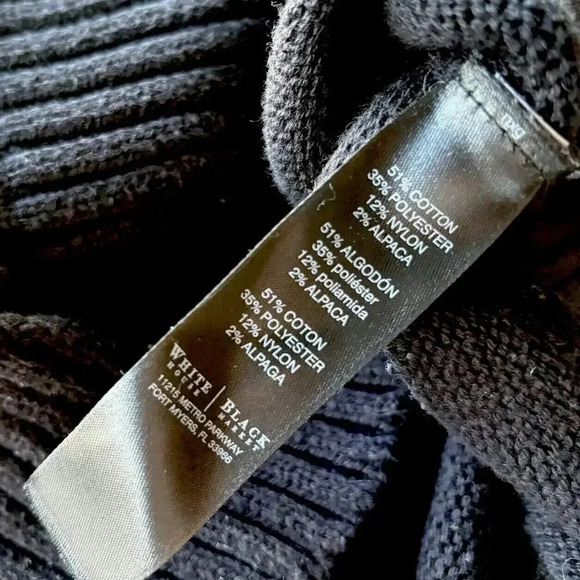 51% COTTON
35% POLYESTER
12% NYLON
2% ALPACA
51% ALGODÓN
35% poliéster
12% poliamida
2% ALPACA
51% COTON
35% POLYESTER
12% NYLON
2% ALPAGA
WHITE | BLACK
HOUSE | MARKET
11215 METRO PARKWAY
FORT MYERS, FL 33966